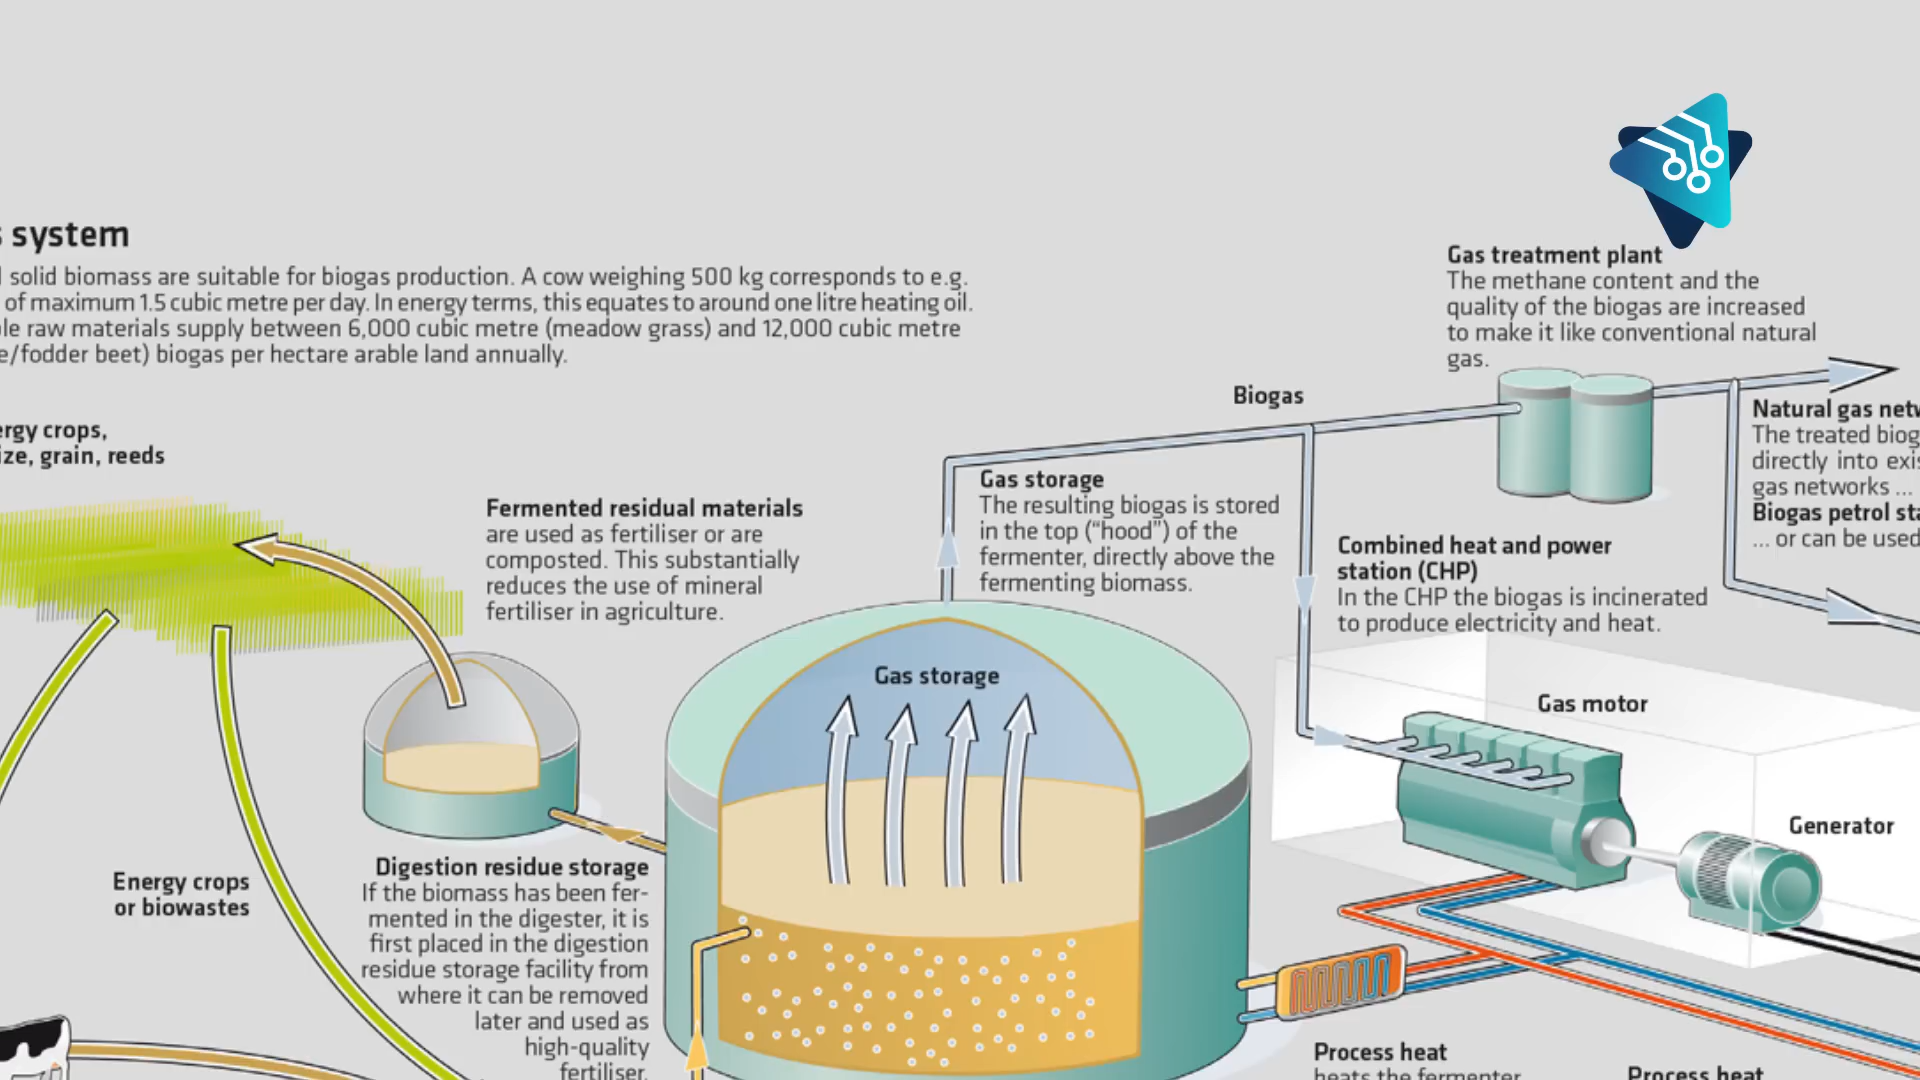 system
solid biomass are suitable for biogas production. A cow weighing 500 kg corresponds to e.g.
of maximum 1.5 cubic metre per day. In energy terms, this equates to around one litre heating oil.
raw materials supply between 6,000 cubic metre (meadow grass) and 12,000 cubic metre
/fodder beet) biogas per hectare arable land annually.
crops,
grain, reeds
Fermented residual materials
are used as fertiliser or are
composted. This substantially
reduces the use of mineral
fertiliser in agriculture.
Gas treatment plant
The methane content and the
quality of the biogas are increased
to make it like conventional natural
gas.
Biogas
Gas storage
The resulting biogas is stored
in the top (“hood”) of the
fermenter, directly above the
fermenting biomass.
Natural gas
The treated
directly into
gas networks ...
Biogas petrol
... or can be used
Combined heat and power
station (CHP)
In the CHP the biogas is incinerated
to produce electricity and heat.
Gas storage
Gas motor
Generator
Energy crops
or biowastes
Digestion residue storage
If the biomass has been fer-
mented in the digester, it is
first placed in the digestion
residue storage facility from
where it can be removed
later and used as
high-quality
fertiliser.
Process heat
heats the fermenter
Process heat